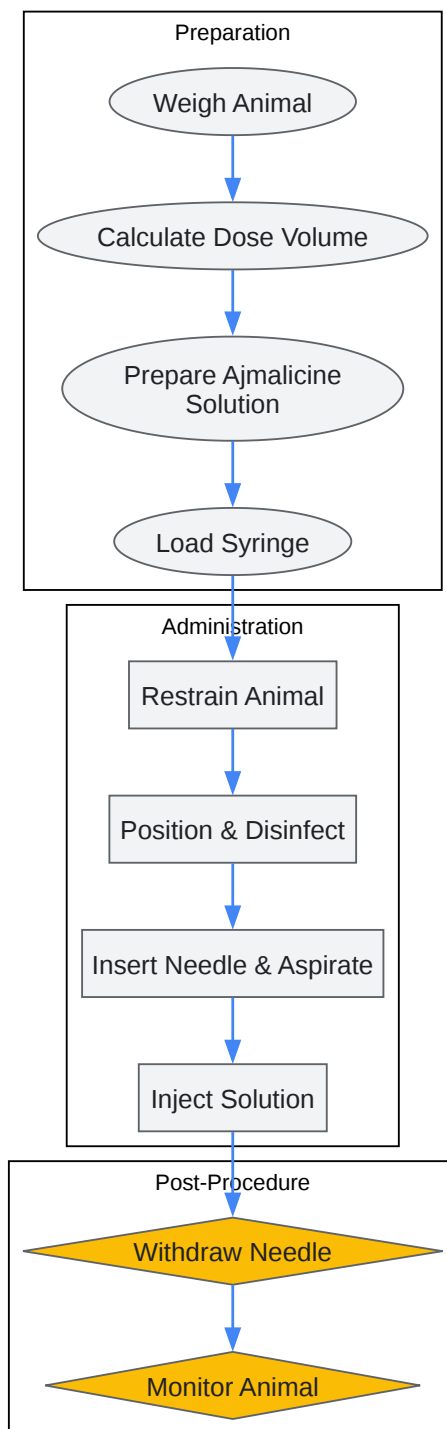 Preparation
Weigh Animal
Calculate Dose Volume
Prepare Ajmalicine
Solution
Load Syringe
Administration
Restrain Animal
Position & Disinfect
Insert Needle & Aspirate
Inject Solution
Post-Procedure
Withdraw Needle
Monitor Animal